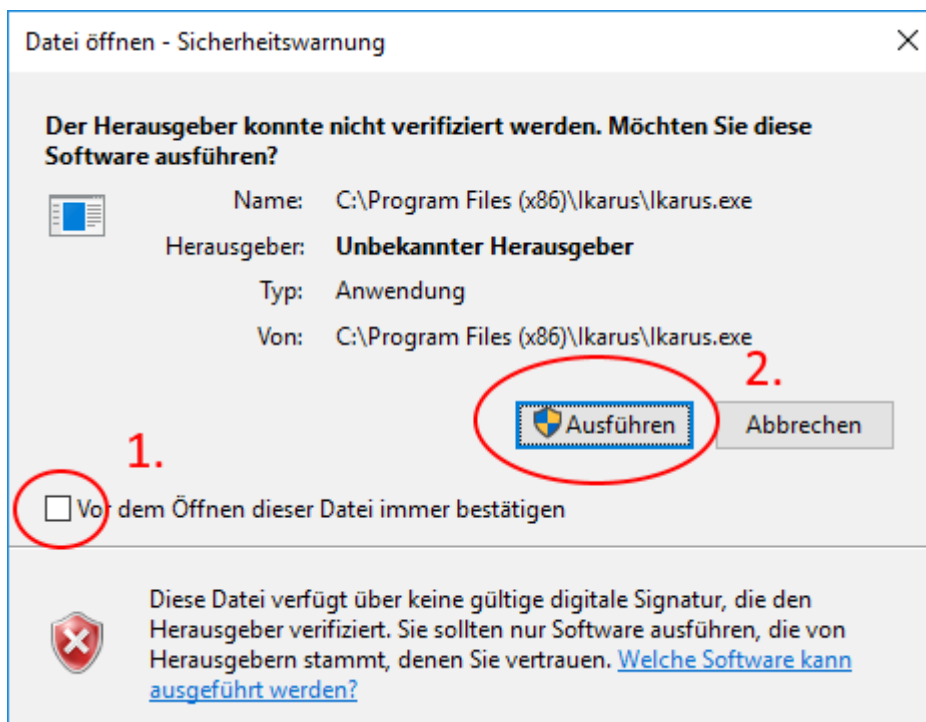 Datei öffnen - Sicherheitswarnung
Der Herausgeber konnte nicht verifiziert werden. Möchten Sie diese
Software ausführen?
Name: C:\Program Files (x86)\Ikarus\Ikarus.exe
Herausgeber: Unbekannter Herausgeber
Typ: Anwendung
Von: C:\Program Files (x86)\Ikarus\Ikarus.exe
2.
Ausführen Abbrechen
1.
Vor dem Öffnen dieser Datei immer bestätigen
Diese Datei verfügt über keine gültige digitale Signatur, die den
Herausgeber verifiziert. Sie sollten nur Software ausführen, die von
Herausgebern stammt, denen Sie vertrauen. Welche Software kann
ausgeführt werden?